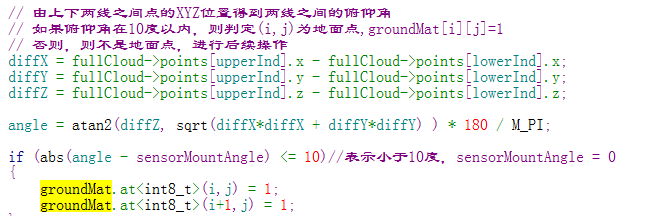 // 由上下两线之间点的XYZ位置得到两线之间的俯仰角
// 如果俯仰角在10度以内，则判定(i,j)为地面点,groundMat[i][j]=1
// 否则，则不是地面点，进行后续操作
diffX = fullCloud->points[upperInd].x - fullCloud->points[lowerInd].x;
diffY = fullCloud->points[upperInd].y - fullCloud->points[lowerInd].y;
diffZ = fullCloud->points[upperInd].z - fullCloud->points[lowerInd].z;
angle = atan2(diffZ, sqrt(diffX*diffX + diffY*diffY) ) * 180 / M_PI;
if (abs(angle - sensorMountAngle) <= 10)//表示小于10度，sensorMountAngle = 0
{
groundMat.at<int8_t>(i,j) = 1;
groundMat.at<int8_t>(i+1,j) = 1;